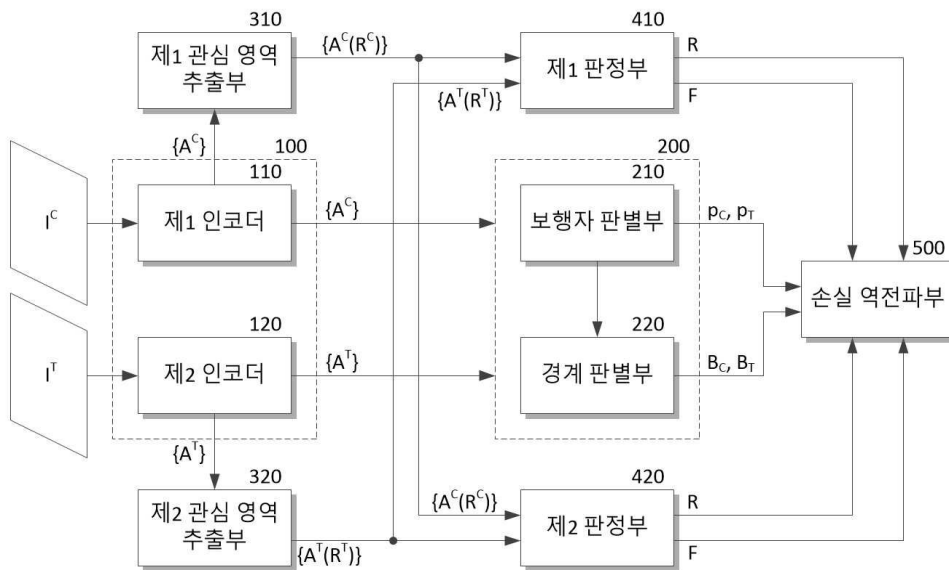 310
제1 관심 영역
추출부
{A^C(R^C)}
410
제1 판정부
R
F
{A^T(R^T)}
{A^C}
100
200
I^C
110
제1 인코더
{A^C}
210
보행자 판별부
p_C, p_T
500
손실 역전파부
I^T
120
제2 인코더
{A^T}
220
경계 판별부
B_C, B_T
{A^T}
320
제2 관심 영역
추출부
{A^T(R^T)}
{A^C(R^C)}
420
제2 판정부
R
F